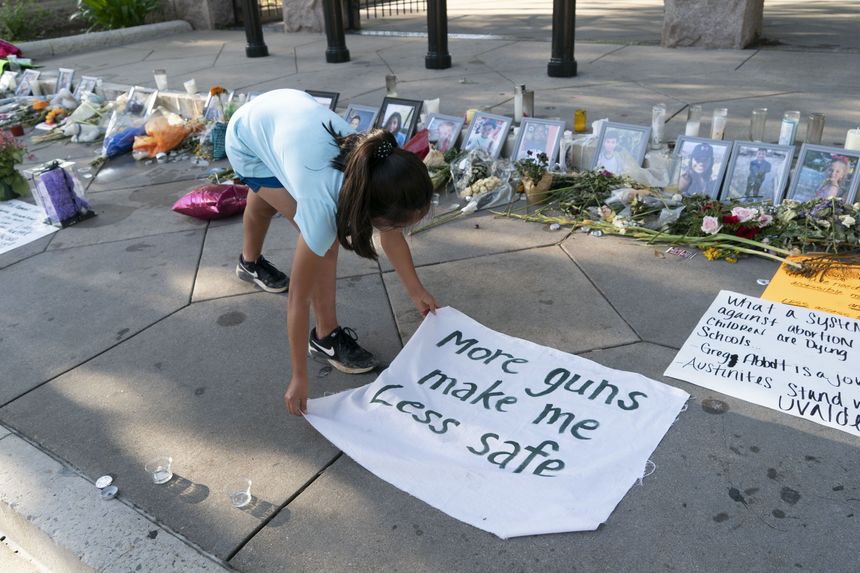 More guns
make me
Less safe
What a System
against abortion
Children are Dying
Schools...
Greg Abbott is a
Austinites Stand
UVALDE